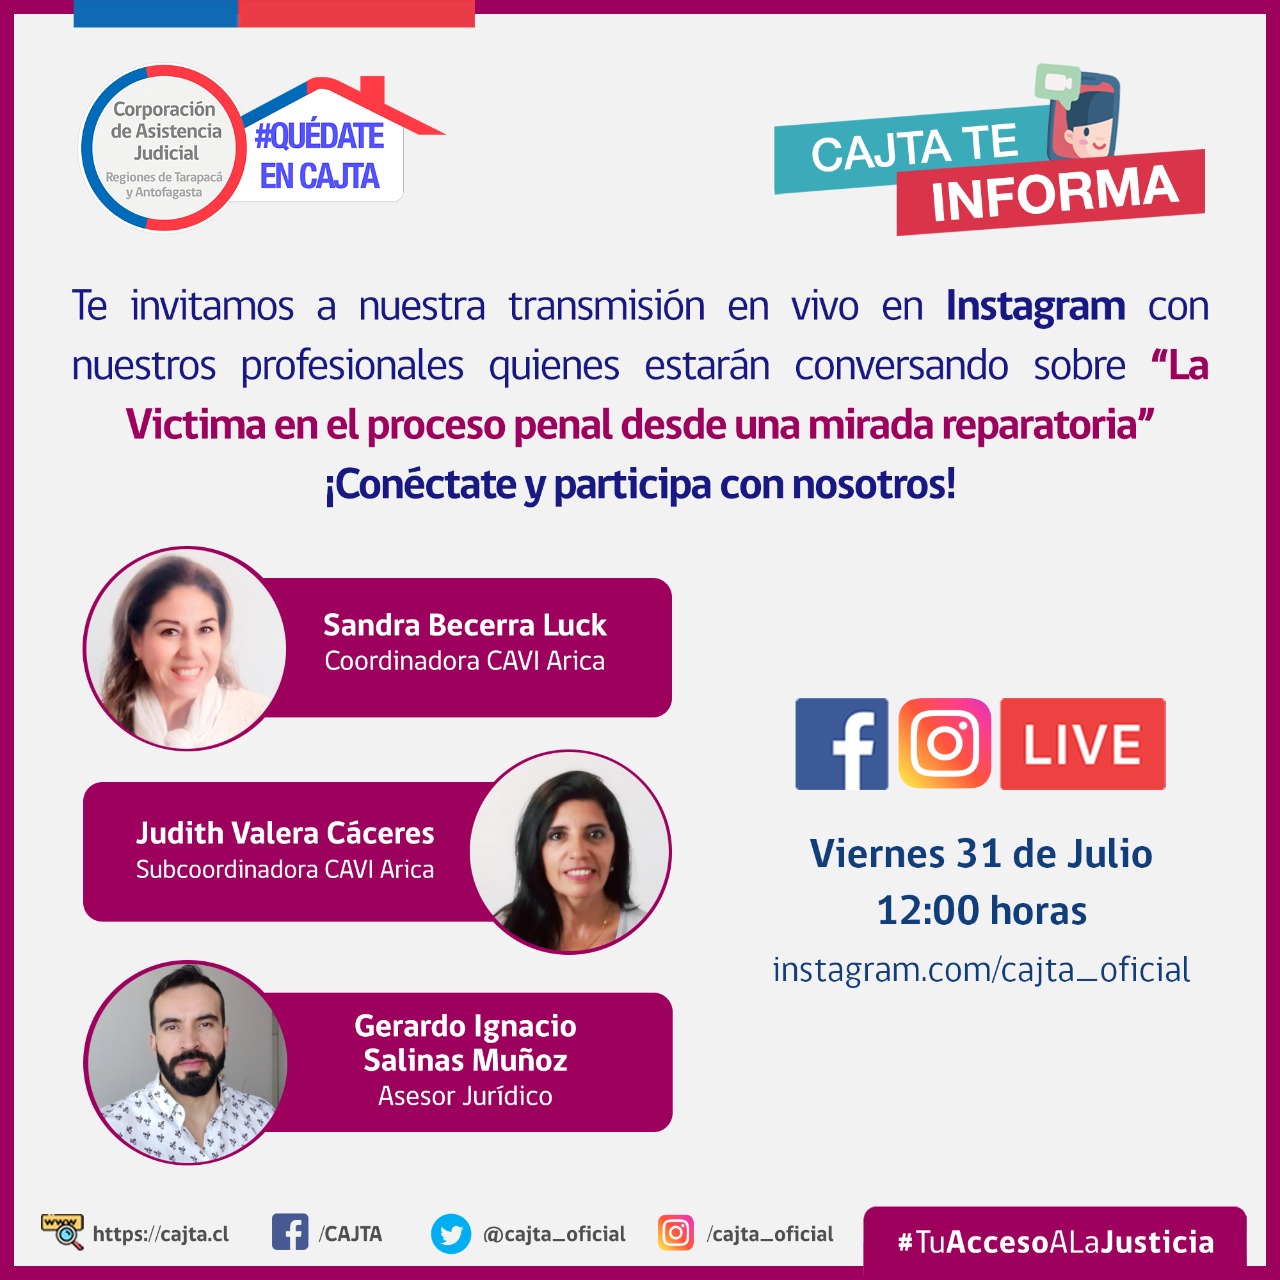 Corporación
de Asistencia
Judicial
Regiones de Tarapacá
y Antofagasta
#QUÉDATE
EN CAJTA
CAJTA TE
INFORMA
Te invitamos a nuestra transmisión en vivo en Instagram con
nuestros profesionales quienes estarán conversando sobre “La
Victima en el proceso penal desde una mirada reparatoria”
¡Conéctate y participa con nosotros!
Sandra Becerra Luck
Coordinadora CAVI Arica
Judith Valera Cáceres
Subcoordinadora CAVI Arica
Gerardo Ignacio
Salinas Muñoz
Asesor Jurídico
LIVE
Viernes 31 de Julio
12:00 horas
instagram.com/cajta_oficial
www
https://cajta.cl
/CAJTA
@cajta_oficial
/cajta_oficial
#TuAccesoALaJusticia